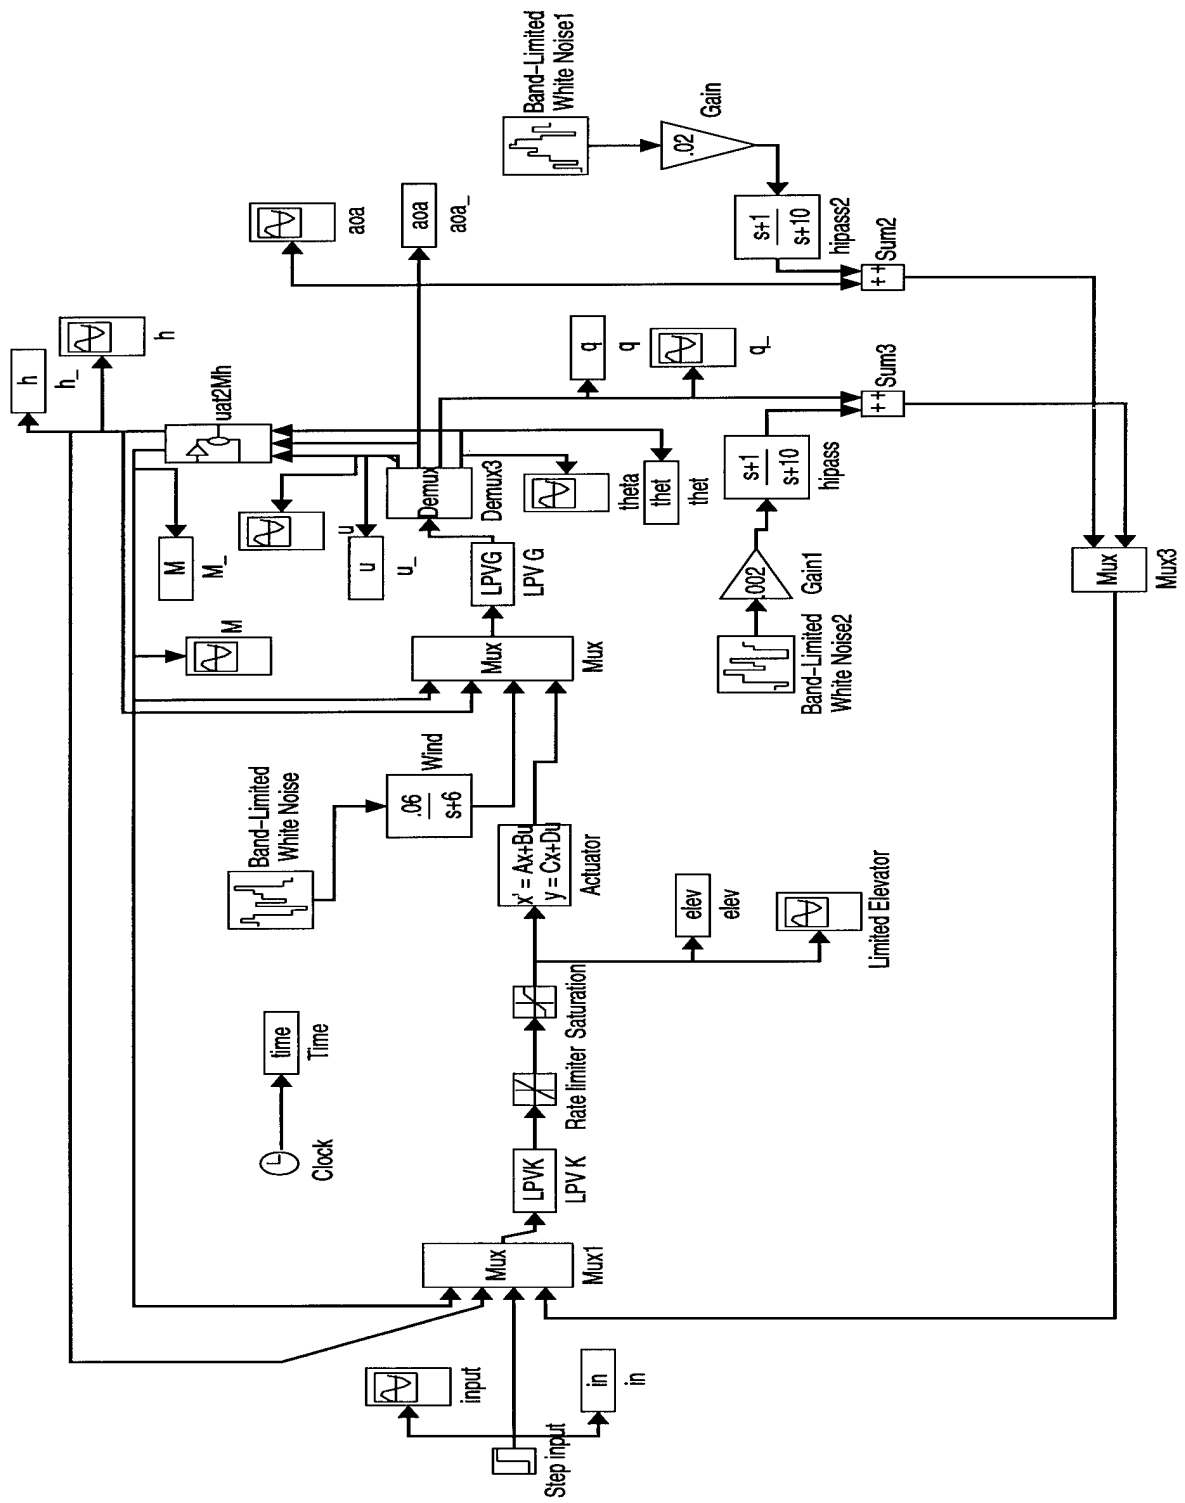 h
h_
h
uat2Mh
M
M_
M
u
u
u_
aoa
aoa
aoa_
Demux
Demux3
theta
thet
thet
LPVG
LPV G
Mux
Mux
q
q
q_
Band-Limited
White Noise1
.02
Gain
s+1
s+10
hipass2
++
Sum2
++
Sum3
s+1
s+10
hipass
.002
Gain1
Band-Limited
White Noise2
Mux
Mux3
Band-Limited
White Noise
.06
s+6
Wind
x' = Ax+Bu
y = Cx+Du
Actuator
elev
elev
Limited Elevator
Saturation
Rate limiter
time
Time
Clock
LPVK
LPV K
Mux
Mux1
input
in
in
Step input